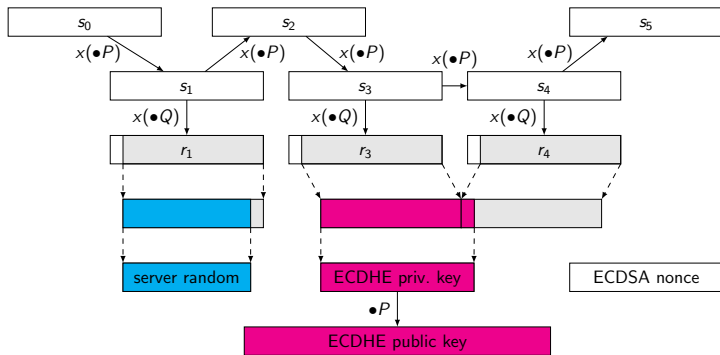 s₀ s₂ s₅
x(•P) x(•P) x(•P) x(•P) x(•P)
s₁ s₃ s₄
x(•Q) x(•Q) x(•Q)
r₁ r₃ r₄
server random ECDHE priv. key ECDSA nonce
•P
ECDHE public key